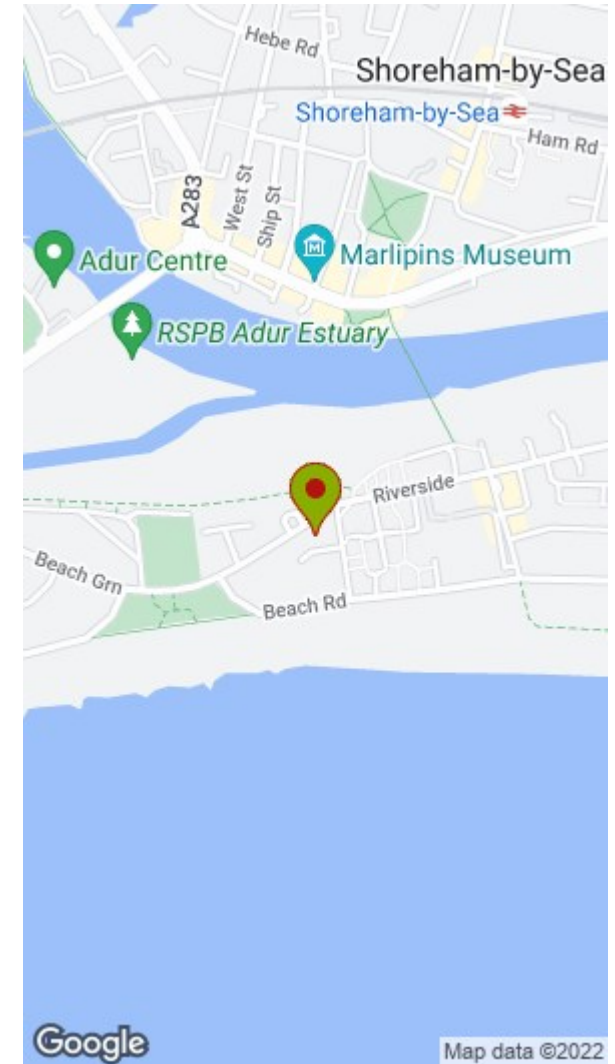 Hebe Rd
Shoreham-by-Sea
Shoreham-by-Sea
Ham Rd
A283
West St
Ship St
Marlipins Museum
Adur Centre
RSPB Adur Estuary
Riverside
Beach Grn
Beach Rd
Google
Map data ©2022